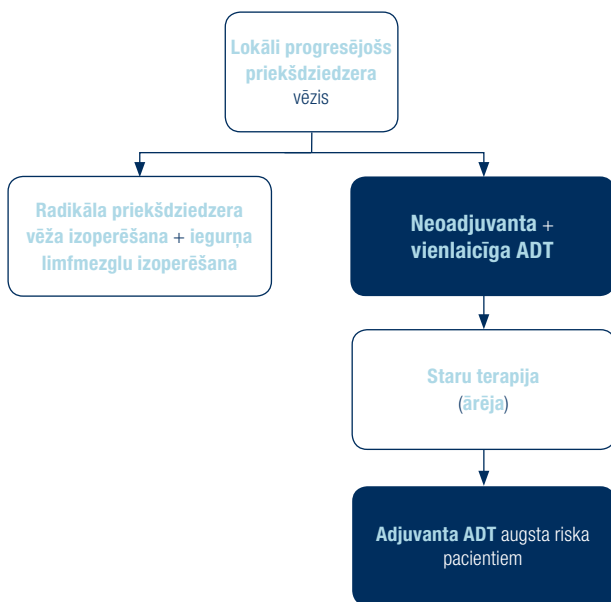 Lokāli progresējošs
priekšdziedzera
vēzis
Radikāla priekšdziedzera
vēža izoperēšana + iegurņa
limfmezglu izoperēšana
Neoadjuvanta +
vienlaicīga ADT
Staru terapija
(ārēja)
Adjuvanta ADT augsta riska
pacientiem